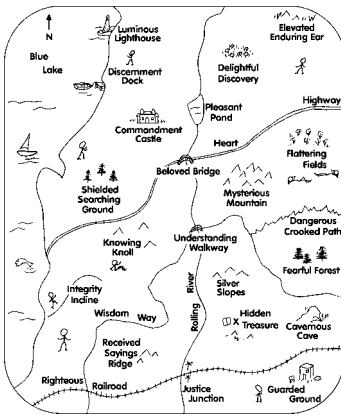 N
Luminous
Lighthouse
Elevated
Enduring Ear
Blue
Lake
Discernment
Dock
Delightful
Discovery
Pleasant
Pond
Highway
Commandment
Castle
Heart
Flattering
Fields
Beloved Bridge
Shielded
Searching
Ground
Mysterious
Mountain
Dangerous
Crooked Path
Knowing
Knoll
Understanding
Walkway
Fearful Forest
Integrity
Incline
River
Rolling
Silver
Slopes
Wisdom Way
Hidden
X Treasure
Cavernous
Cave
Received
Sayings
Ridge
Righteous Railroad
Justice
Junction
Guarded
Ground